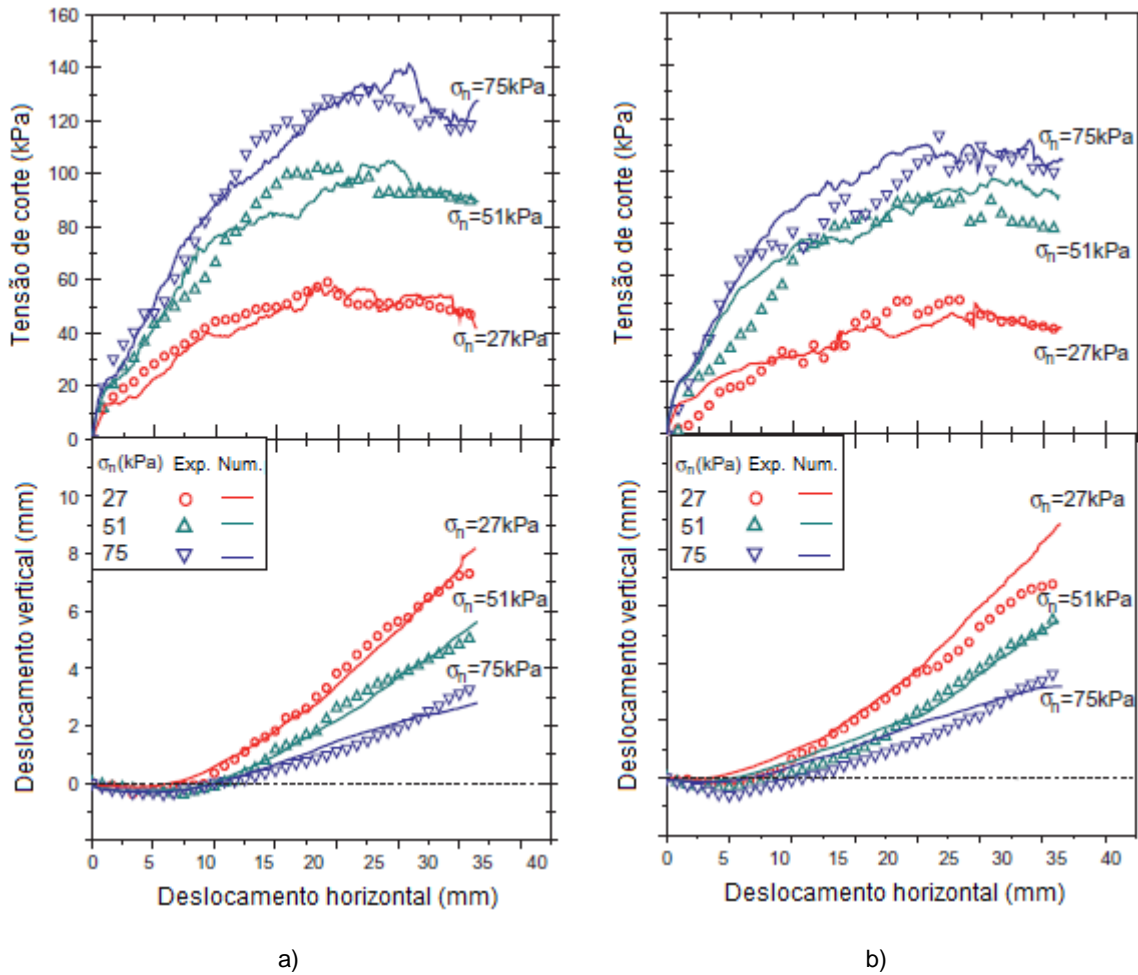 160
140
120
100
80
60
40
20
0
Tensão de corte (kPa)
σn=75kPa
σn=51kPa
σn=27kPa
Tensão de corte (kPa)
σn=75kPa
σn=51kPa
σn=27kPa
σn(kPa) Exp. Num.
27
51
75
10
8
6
4
2
0
Deslocamento vertical (mm)
σn=27kPa
σn=51kPa
σn=75kPa
0 5 10 15 20 25 30 35 40
Deslocamento horizontal (mm)
σn(kPa) Exp. Num.
27
51
75
Deslocamento vertical (mm)
σn=27kPa
σn=51kPa
σn=75kPa
0 5 10 15 20 25 30 35 40
Deslocamento horizontal (mm)
a)
b)